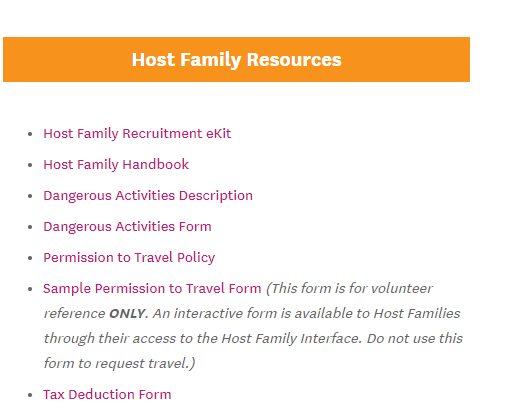 Host Family Resources
Host Family Recruitment eKit
Host Family Handbook
Dangerous Activities Description
Dangerous Activities Form
Permission to Travel Policy
Sample Permission to Travel Form (This form is for volunteer
reference ONLY. An interactive form is available to Host Families
through their access to the Host Family Interface. Do not use this
form to request travel.)
Tax Deduction Form